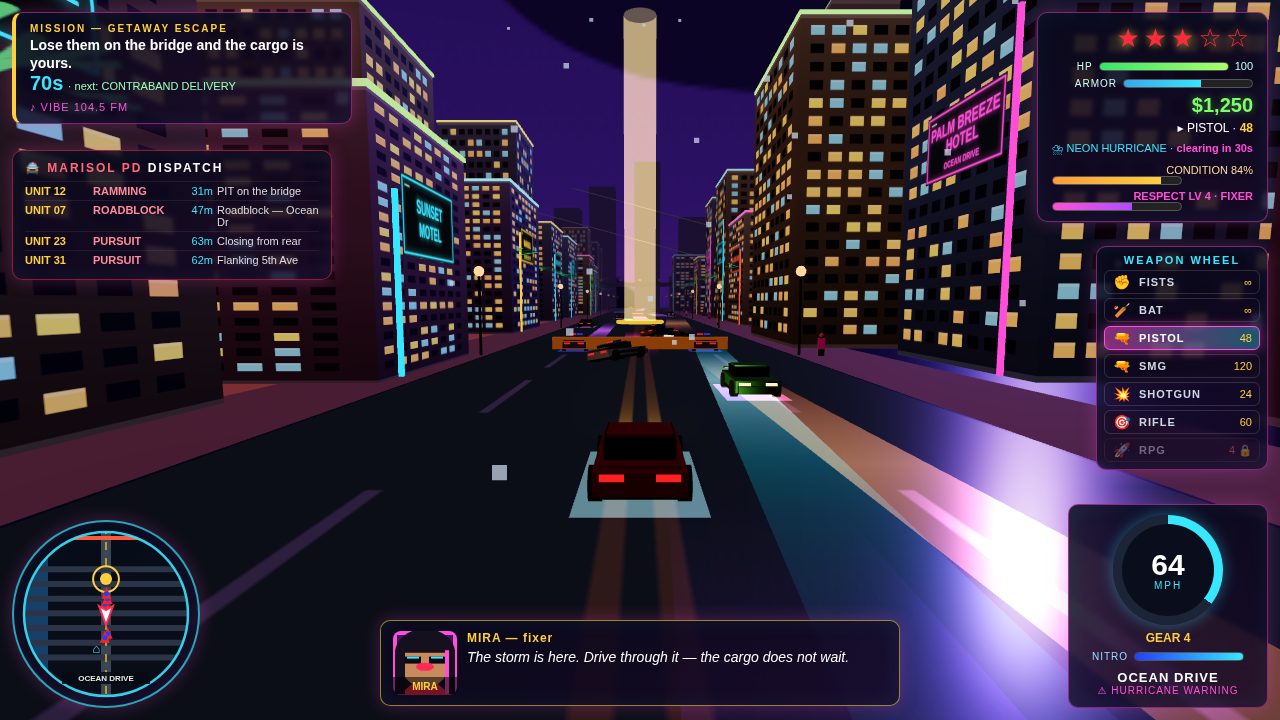 MISSION — GETAWAY ESCAPE
Lose them on the bridge and the cargo is
yours.
70s · next: CONTRABAND DELIVERY
♪ VIBE 104.5 FM
MARISOL PD DISPATCH
UNIT 12 RAMMING 31m PIT on the bridge
UNIT 07 ROADBLOCK 47m Roadblock — Ocean
Dr
UNIT 23 PURSUIT 63m Closing from rear
UNIT 31 PURSUIT 62m Flanking 5th Ave
SUNSET
MOTEL
PALM BREEZE
HOTEL
OCEAN DRIVE
★★★☆☆
HP 100
ARMOR
$1,250
▸ PISTOL · 48
⛈ NEON HURRICANE · clearing in 30s
CONDITION 84%
RESPECT LV 4 · FIXER
WEAPON WHEEL
FISTS ∞
BAT ∞
PISTOL 48
SMG 120
SHOTGUN 24
RIFLE 60
RPG 4
64
MPH
GEAR 4
NITRO
OCEAN DRIVE
⚠ HURRICANE WARNING
OCEAN DRIVE
MIRA — fixer
The storm is here. Drive through it — the cargo does not wait.
MIRA